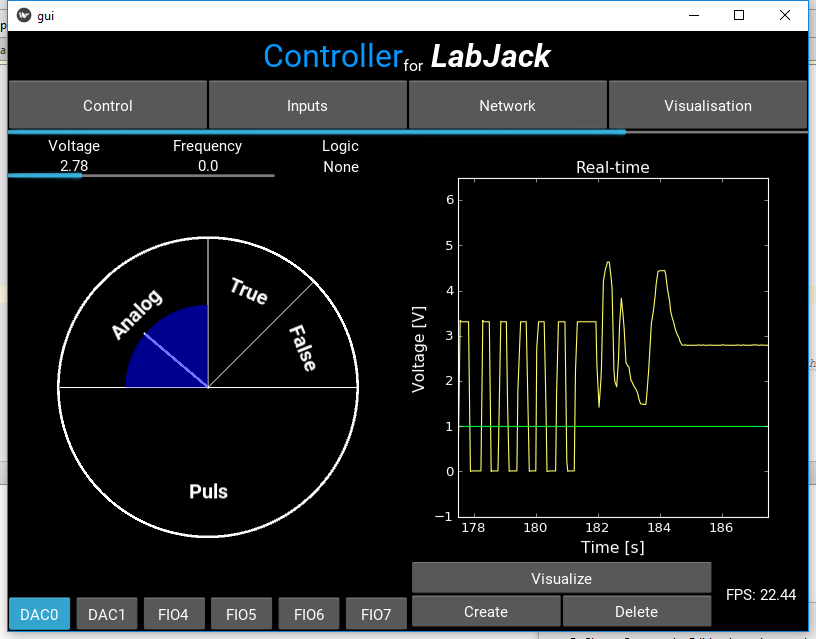 gui
Controller for LabJack
Control Inputs Network Visualisation
Voltage Frequency Logic
2.78 0.0 None
Real-time
Analog
True
False
Puls
Voltage [V]
6
5
4
3
2
1
0
−1
178 180 182 184 186
Time [s]
Visualize
Create Delete
FPS: 22.44
DAC0 DAC1 FIO4 FIO5 FIO6 FIO7